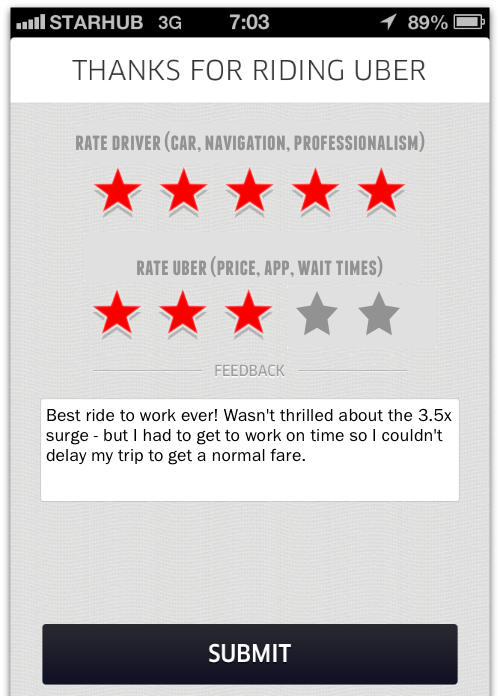 STARHUB 3G 7:03 89%
THANKS FOR RIDING UBER
RATE DRIVER (CAR, NAVIGATION, PROFESSIONALISM)
RATE UBER (PRICE, APP, WAIT TIMES)
FEEDBACK
Best ride to work ever! Wasn't thrilled about the 3.5x
surge - but I had to get to work on time so I couldn't
delay my trip to get a normal fare.
SUBMIT